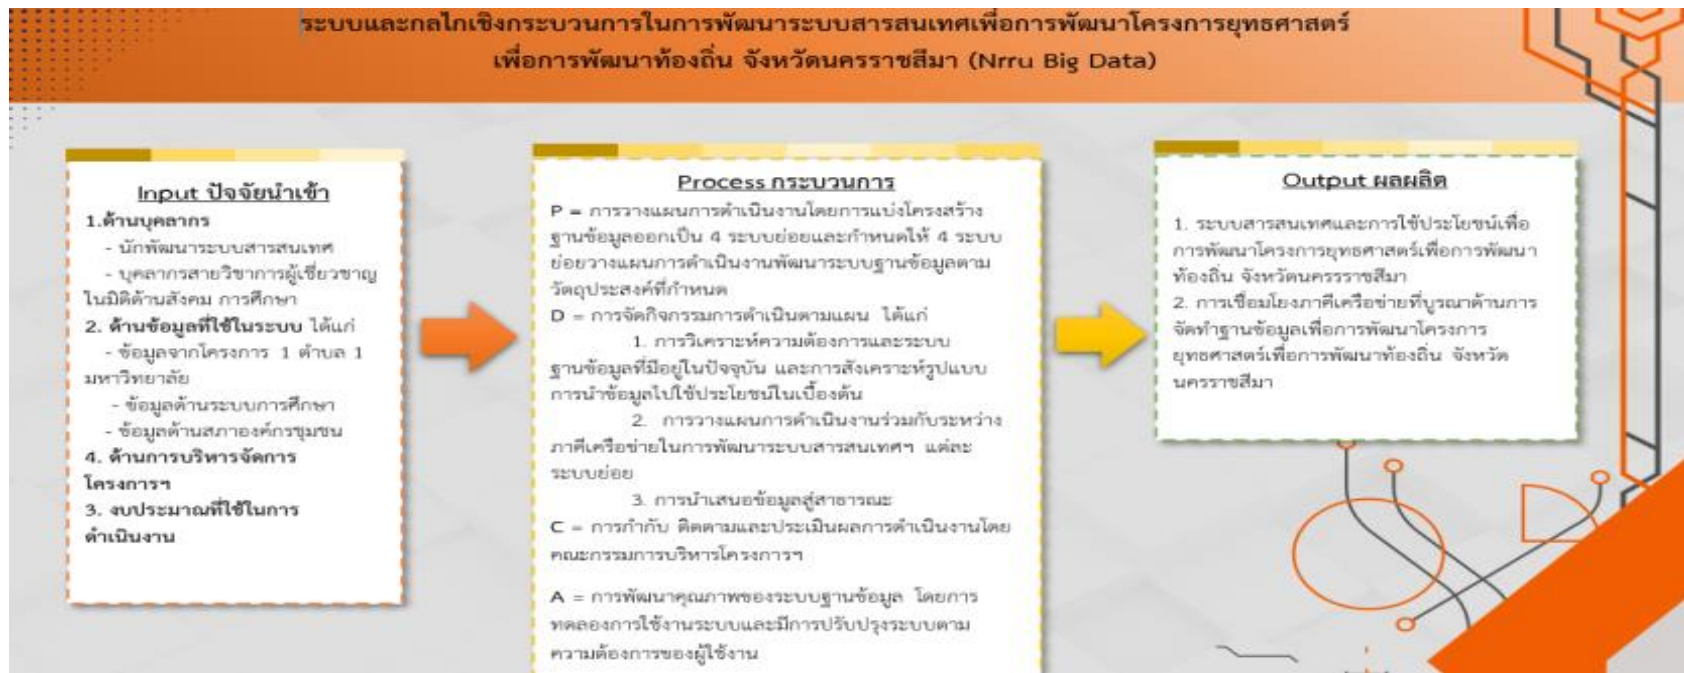 ระบบและกลไกเชิงกระบวนการในการพัฒนาระบบสารสนเทศเพื่อการพัฒนาโครงการยุทธศาสตร์
เพื่อการพัฒนาท้องถิ่น จังหวัดนครราชสีมา (Nrru Big Data)
Input ปัจจัยนำเข้า
1.ด้านบุคลากร
- นักพัฒนาระบบสารสนเทศ
- บุคลากรสายวิชาการผู้เชี่ยวชาญ
ในมิติด้านสังคม การศึกษา
2. ด้านข้อมูลที่ใช้ในระบบ ได้แก่
- ข้อมูลจากโครงการ 1 ตำบล 1
มหาวิทยาลัย
- ข้อมูลด้านระบบการศึกษา
- ข้อมูลด้านสภาองค์กรชุมชน
4. ด้านการบริหารจัดการ
โครงการฯ
3. งบประมาณที่ใช้ในการ
ดำเนินงาน
Process กระบวนการ
P = การวางแผนการดำเนินงานโดยการแบ่งโครงสร้าง
ฐานข้อมูลออกเป็น 4 ระบบย่อยและกำหนดให้ 4 ระบบ
ย่อยวางแผนการดำเนินงานพัฒนาระบบฐานข้อมูลตาม
วัตถุประสงค์ที่กำหนด
D = การจัดกิจกรรมการดำเนินตามแผน ได้แก่
1. การวิเคราะห์ความต้องการและระบบ
ฐานข้อมูลที่มีอยู่ในปัจจุบัน และการสังเคราะห์รูปแบบ
การนำข้อมูลไปใช้ประโยชน์ในเบื้องต้น
2. การวางแผนการดำเนินงานร่วมกับระหว่าง
ภาคีเครือข่ายในการพัฒนาระบบสารสนเทศฯ แต่ละ
ระบบย่อย
3. การนำเสนอข้อมูลสู่สาธารณะ
C = การกำกับ ติดตามและประเมินผลการดำเนินงานโดย
คณะกรรมการบริหารโครงการฯ
A = การพัฒนาคุณภาพของระบบฐานข้อมูล โดยการ
ทดลองการใช้งานระบบและมีการปรับปรุงระบบตาม
ความต้องการของผู้ใช้งาน
Output ผลผลิต
1. ระบบสารสนเทศและการใช้ประโยชน์เพื่อ
การพัฒนาโครงการยุทธศาสตร์เพื่อการพัฒนา
ท้องถิ่น จังหวัดนครรราชสีมา
2. การเชื่อมโยงภาคีเครือข่ายที่บูรณาด้านการ
จัดทำฐานข้อมูลเพื่อการพัฒนาโครงการ
ยุทธศาสตร์เพื่อการพัฒนาท้องถิ่น จังหวัด
นครราชสีมา